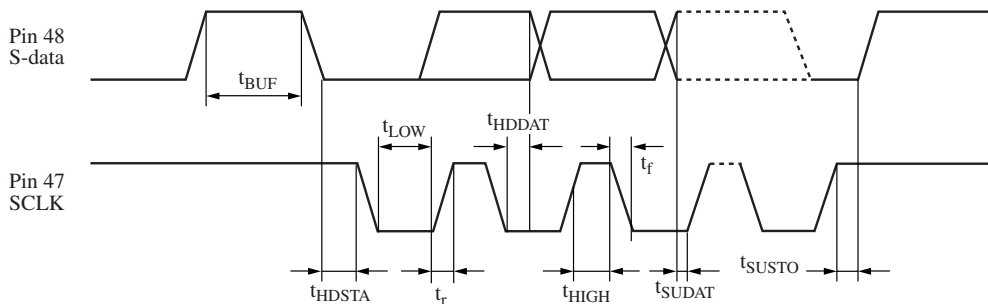 Pin 48
S-data
tBUF
tLOW
tHDDAT
tf
Pin 47
SCLK
tHDSTA
tr
tHIGH
tSUDAT
tSUSTO